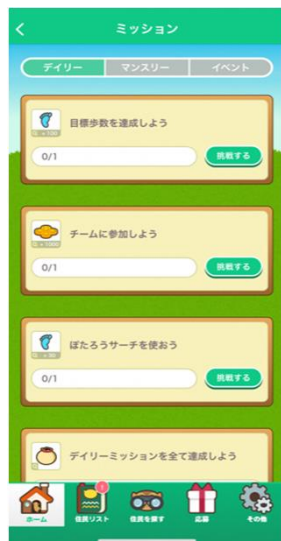 ミッション
デイリー
マンスリー
イベント
目標歩数を達成しよう
0/1
挑戦する
チームに参加しよう
0/1
挑戦する
ぽたろうサーチを使おう
0/1
挑戦する
デイリーミッションを全て達成しよう
ホーム
住民リスト
住民を探す
応募
その他